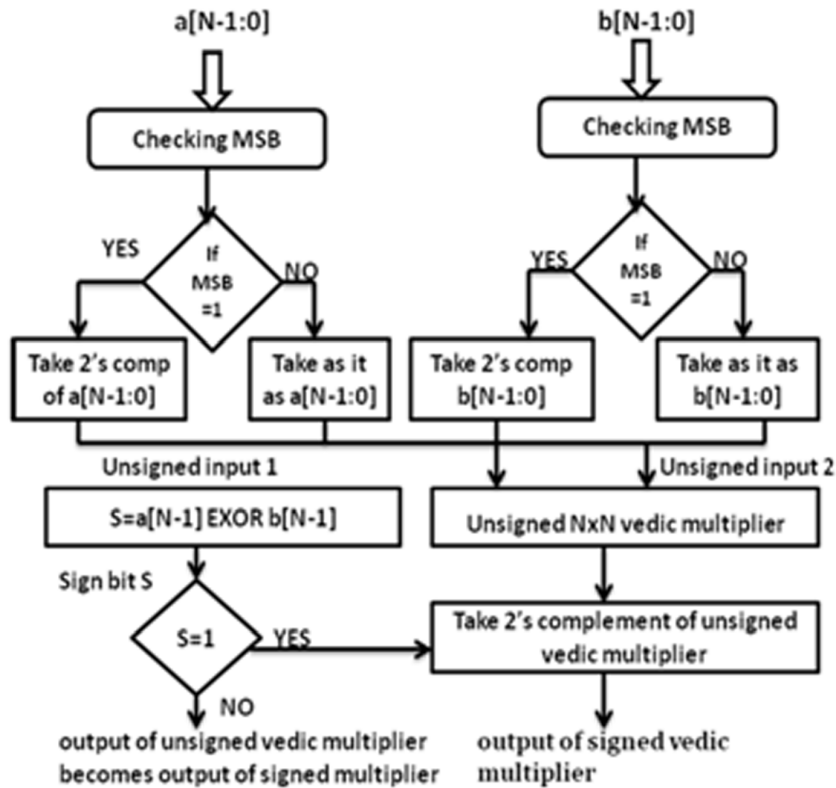 a[N-1:0]
b[N-1:0]
Checking MSB
Checking MSB
If
MSB
=1
YES
NO
If
MSB
=1
YES
NO
Take 2's comp
of a[N-1:0]
Take as it
as a[N-1:0]
Take 2's comp
b[N-1:0]
Take as it as
b[N-1:0]
Unsigned input 1
Unsigned input 2
S=a[N-1] EXOR b[N-1]
Unsigned NxN vedic multiplier
Sign bit S
S=1
YES
Take 2's complement of unsigned
vedic multiplier
NO
output of unsigned vedic multiplier
becomes output of signed multiplier
output of signed vedic
multiplier